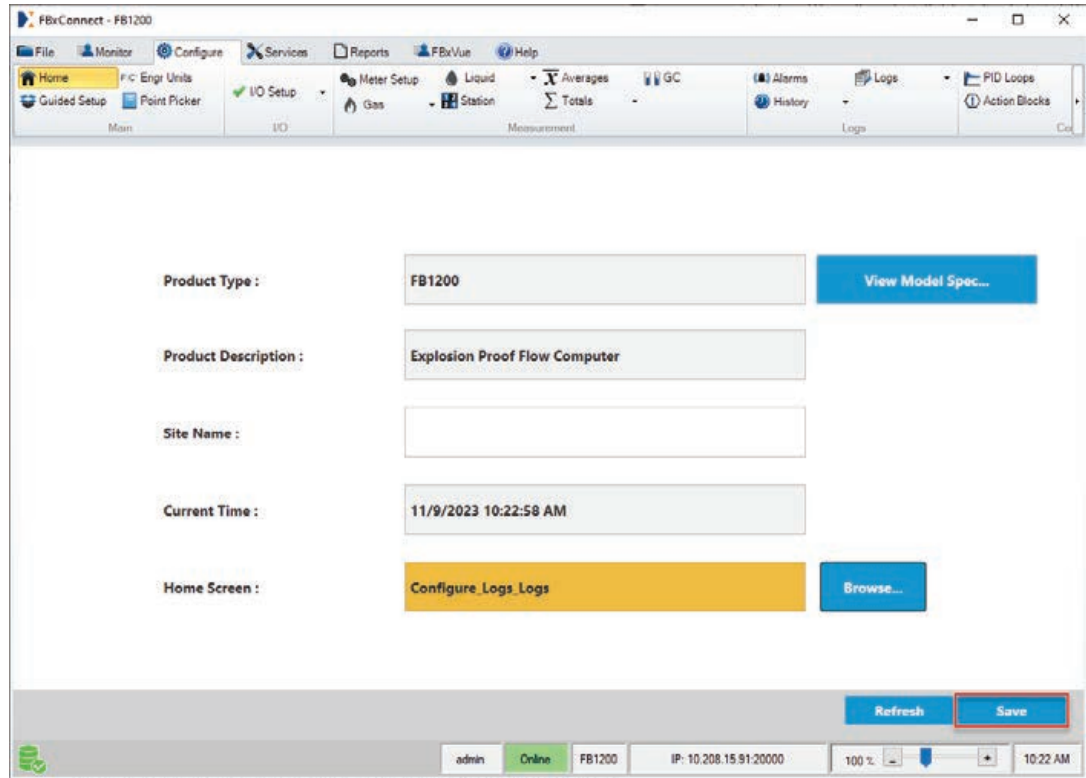 FBxConnect - FB1200
File Monitor Configure Services Reports FBxVue Help
Home F/C Engr Units I/O Setup Meter Setup Liquid X Averages GC Alarms Logs PID Loops
Guided Setup Point Picker Gas Station Σ Totals History Action Blocks
Main I/O Measurement Logs Co
Product Type : FB1200 View Model Spec...
Product Description : Explosion Proof Flow Computer
Site Name :
Current Time : 11/9/2023 10:22:58 AM
Home Screen : Configure_Logs_Logs Browse...
Refresh Save
admin Online FB1200 IP: 10.208.15.91:20000 100 % - + 10:22 AM